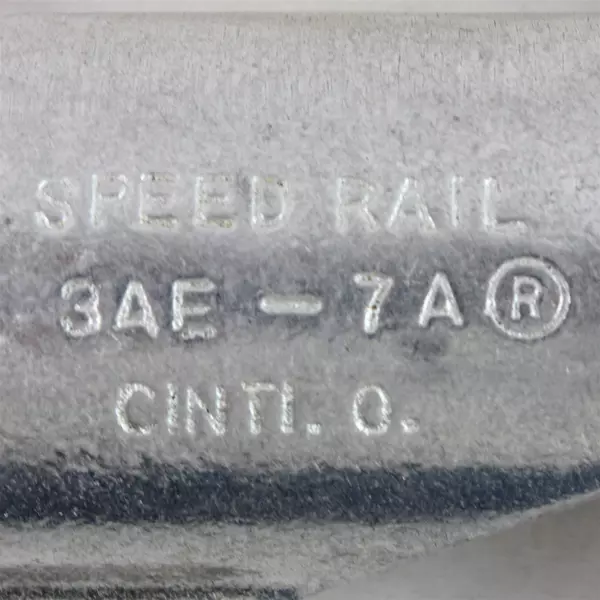 SPEED RAIL
3AE - 7A ®
CINTI. O.